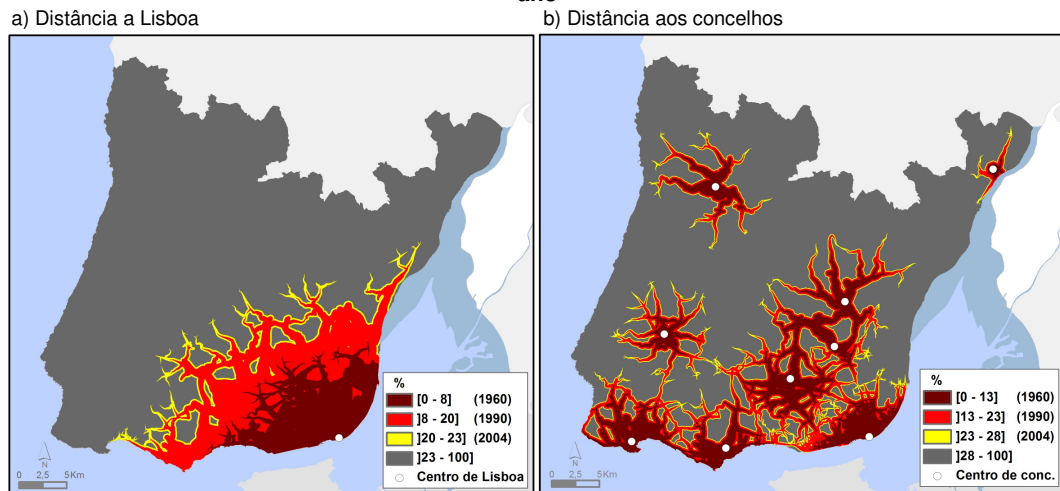 ano
a) Distância a Lisboa
b) Distância aos concelhos
%
[0 - 8] (1960)
]8 - 20] (1990)
]20 - 23] (2004)
]23 - 100]
Centro de Lisboa
N
0 2,5 5Km
%
[0 - 13] (1960)
]13 - 23] (1990)
]23 - 28] (2004)
]28 - 100]
Centro de conc.
N
0 2,5 5Km